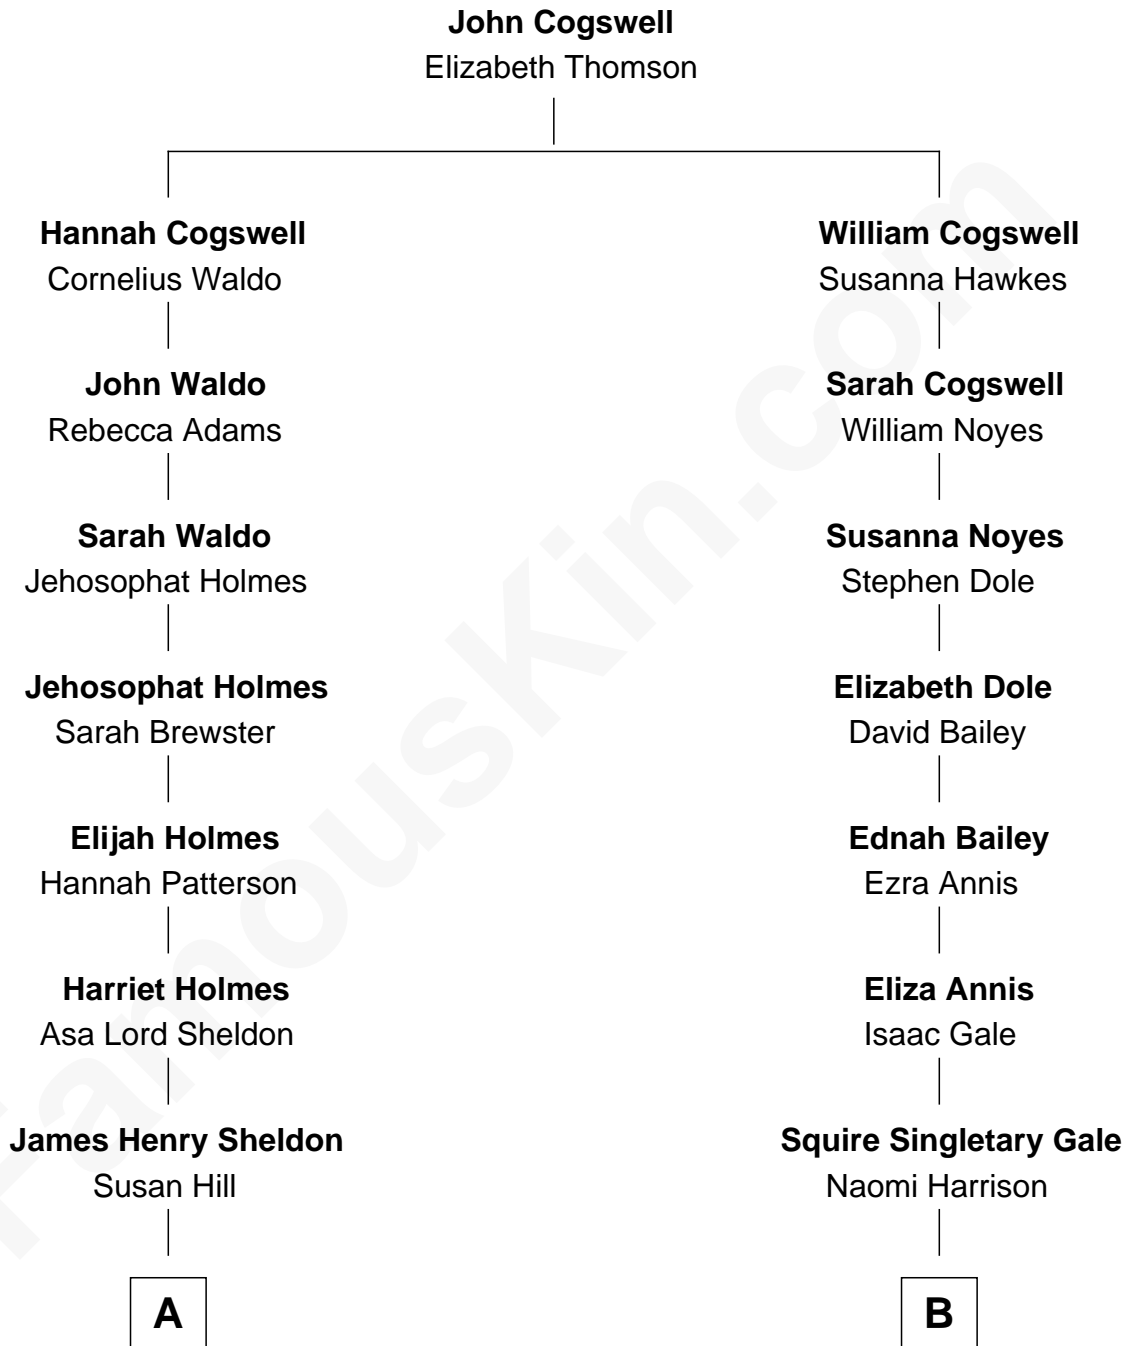 John Cogswell
Elizabeth Thomson
Hannah Cogswell
Cornelius Waldo
William Cogswell
Susanna Hawkes
John Waldo
Rebecca Adams
Sarah Cogswell
William Noyes
Sarah Waldo
Jehosophat Holmes
Susanna Noyes
Stephen Dole
Jehosophat Holmes
Sarah Brewster
Elizabeth Dole
David Bailey
Elijah Holmes
Hannah Patterson
Ednah Bailey
Ezra Annis
Harriet Holmes
Asa Lord Sheldon
Eliza Annis
Isaac Gale
James Henry Sheldon
Susan Hill
Squire Singletary Gale
Naomi Harrison
A
B
FamousKin.com